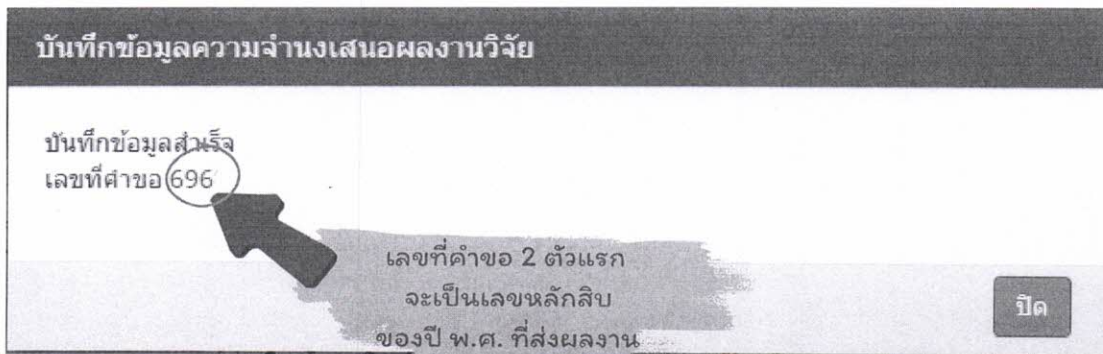 บันทึกข้อมูลความจำนงเสนอผลงานวิจัย
บันทึกข้อมูลสำเร็จ
เลขที่คำขอ 696
เลขที่คำขอ 2 ตัวแรก
จะเป็นเลขหลักสิบ
ของปี พ.ศ. ที่ส่งผลงาน
ปิด